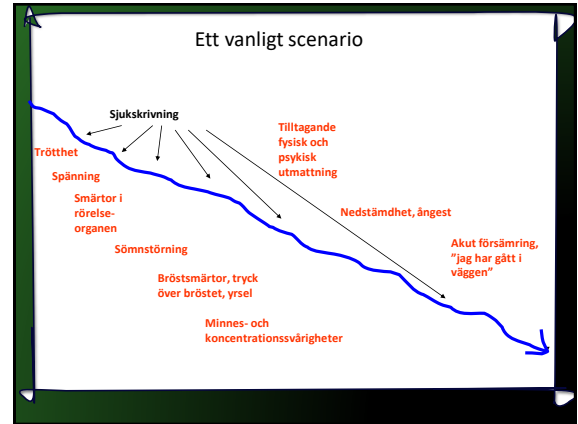 Ett vanligt scenario
Sjukskrivning
Tilltagande
fysisk och
psykisk
utmattning
Trötthet
Spänning
Smärtor i
rörelse-
organen
Nedstämdhet, ångest
Sömnstörning
Akut försämring,
”jag har gått i
väggen”
Bröstsmärtor, tryck
över bröstet, yrsel
Minnes- och
koncentrationssvårigheter